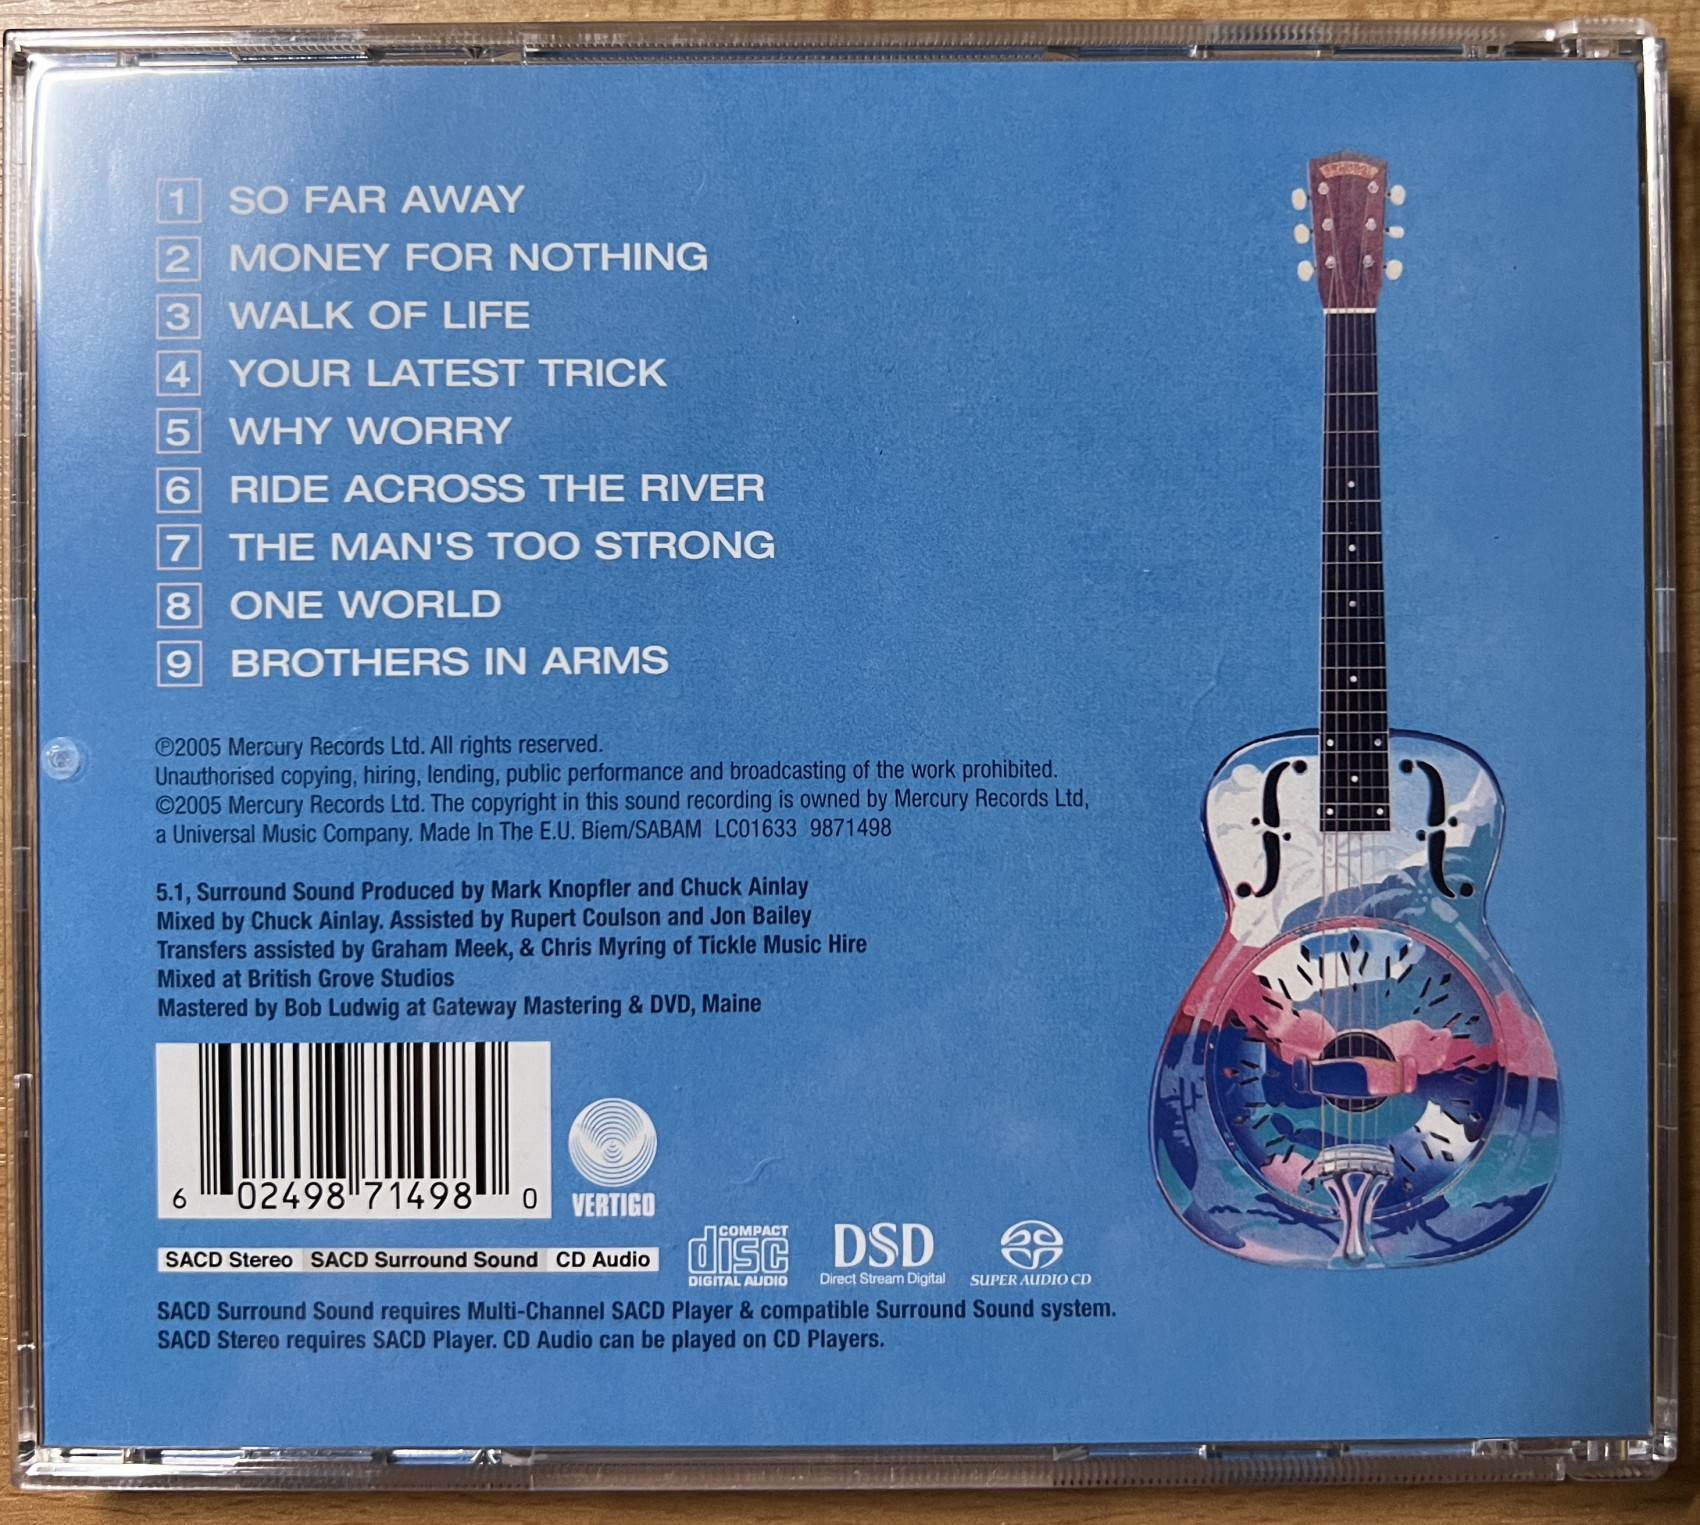 1 SO FAR AWAY
2 MONEY FOR NOTHING
3 WALK OF LIFE
4 YOUR LATEST TRICK
5 WHY WORRY
6 RIDE ACROSS THE RIVER
7 THE MAN'S TOO STRONG
8 ONE WORLD
9 BROTHERS IN ARMS
℗2005 Mercury Records Ltd. All rights reserved.
Unauthorised copying, hiring, lending, public performance and broadcasting of the work prohibited.
©2005 Mercury Records Ltd. The copyright in this sound recording is owned by Mercury Records Ltd,
a Universal Music Company. Made In The E.U. Biem/SABAM LC01633 9871498
5.1, Surround Sound Produced by Mark Knopfler and Chuck Ainlay
Mixed by Chuck Ainlay. Assisted by Rupert Coulson and Jon Bailey
Transfers assisted by Graham Meek, & Chris Myring of Tickle Music Hire
Mixed at British Grove Studios
Mastered by Bob Ludwig at Gateway Mastering & DVD, Maine
6 02498 71498 0
VERTIGO
SACD Stereo SACD Surround Sound CD Audio
COMPACT disc DIGITAL AUDIO
DSD Direct Stream Digital
SUPER AUDIO CD
SACD Surround Sound requires Multi-Channel SACD Player & compatible Surround Sound system.
SACD Stereo requires SACD Player. CD Audio can be played on CD Players.